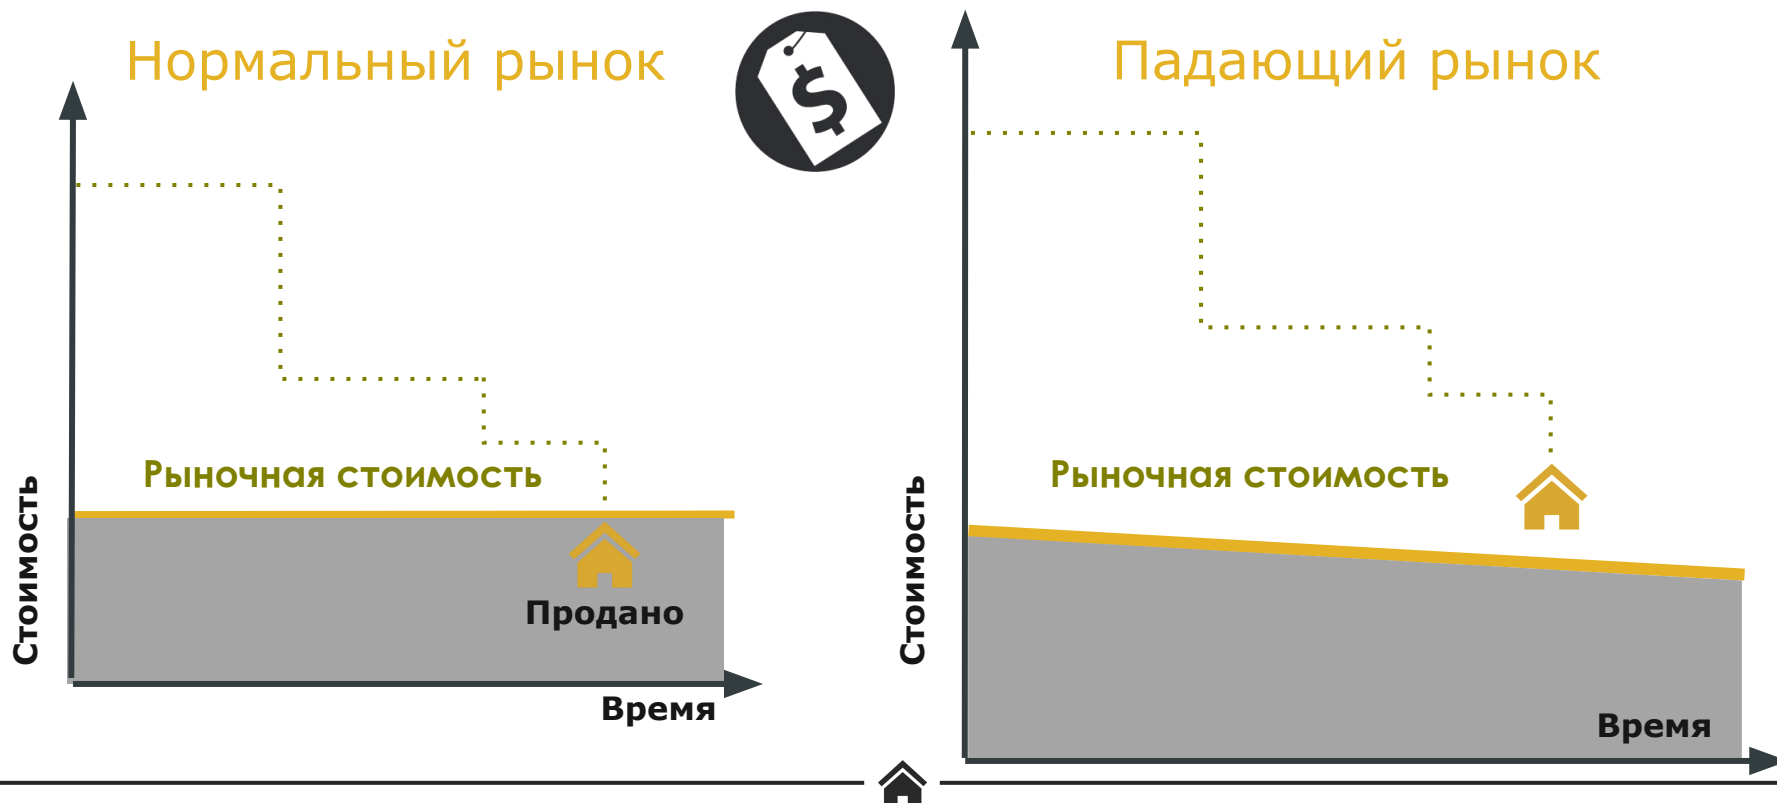 Нормальный рынок
$
Падающий рынок
Рыночная стоимость
Стоимость
Продано
Время
Рыночная стоимость
Стоимость
Время